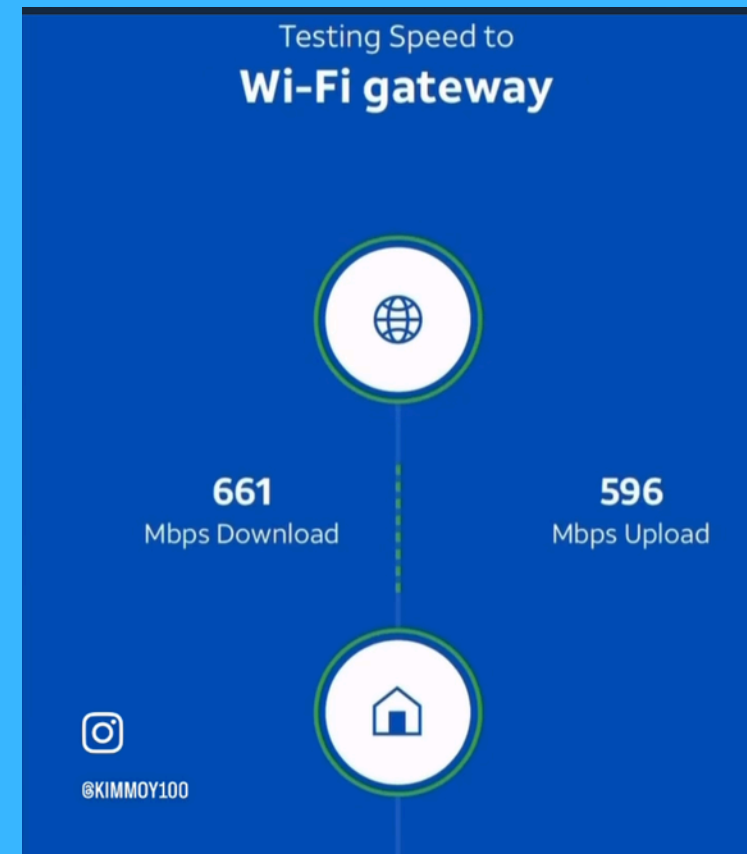 Testing Speed to
Wi-Fi gateway
661
Mbps Download
596
Mbps Upload
@KIMMOY100